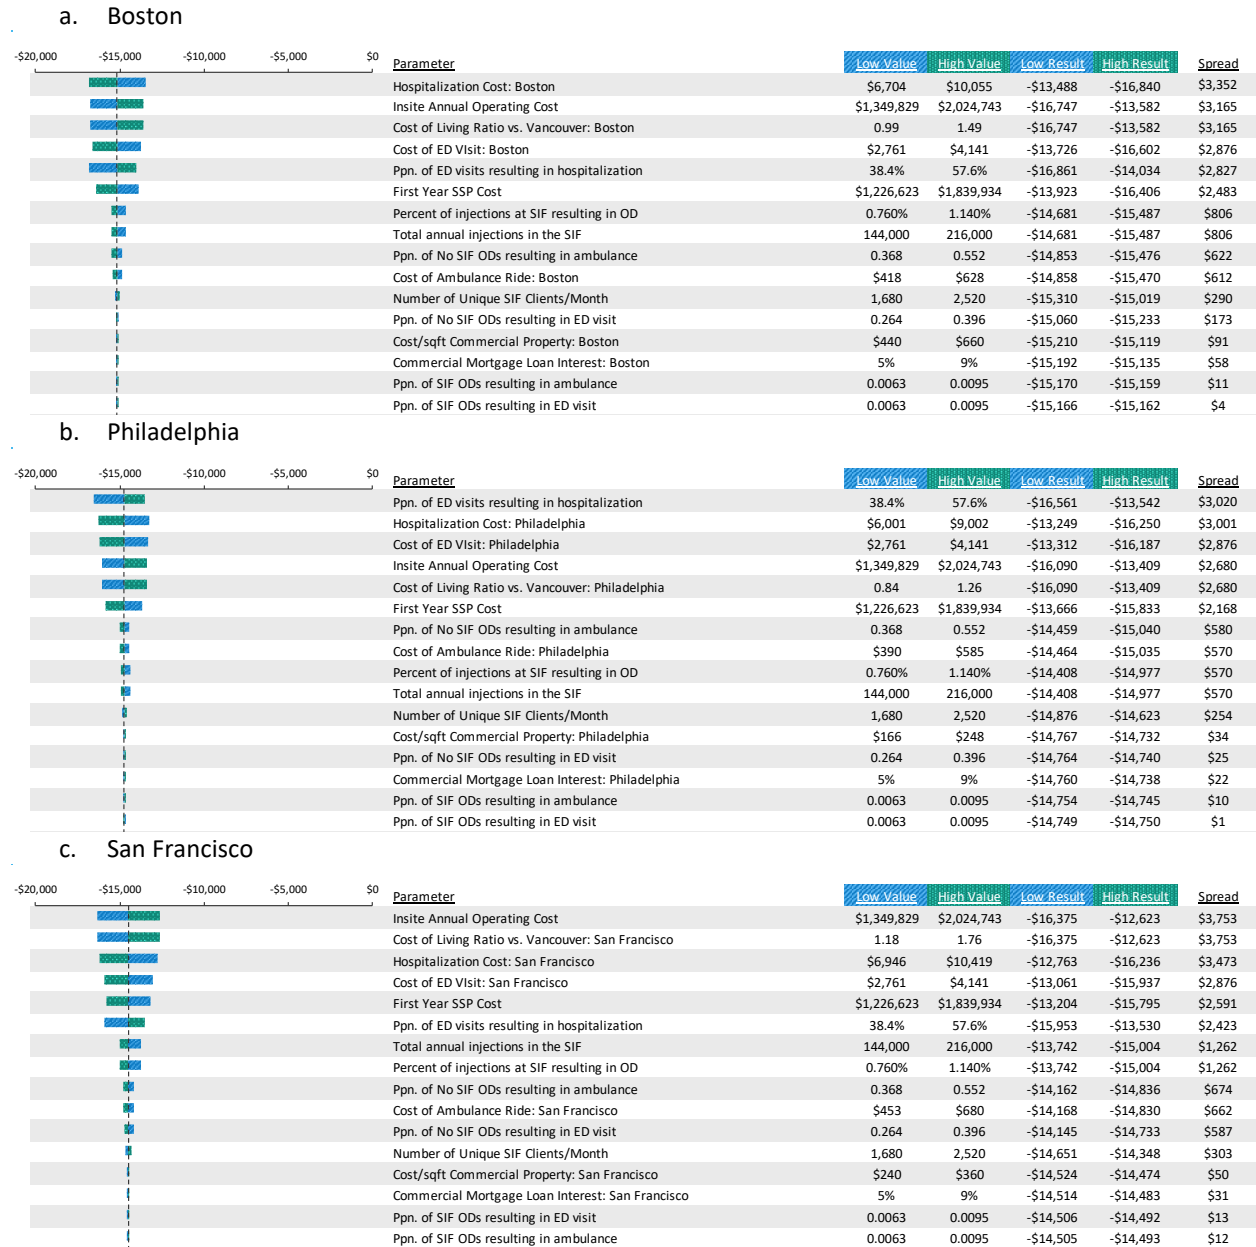 a. Boston
-$20,000 -$15,000 -$10,000 -$5,000 $0 Parameter Low Value High Value Low Result High Result Spread
Hospitalization Cost: Boston $6,704 $10,055 -$13,488 -$16,840 $3,352
Insite Annual Operating Cost $1,349,829 $2,024,743 -$16,747 -$13,582 $3,165
Cost of Living Ratio vs. Vancouver: Boston 0.99 1.49 -$16,747 -$13,582 $3,165
Cost of ED VIsit: Boston $2,761 $4,141 -$13,726 -$16,602 $2,876
Ppn. of ED visits resulting in hospitalization 38.4% 57.6% -$16,861 -$14,034 $2,827
First Year SSP Cost $1,226,623 $1,839,934 -$13,923 -$16,406 $2,483
Percent of injections at SIF resulting in OD 0.760% 1.140% -$14,681 -$15,487 $806
Total annual injections in the SIF 144,000 216,000 -$14,681 -$15,487 $806
Ppn. of No SIF ODs resulting in ambulance 0.368 0.552 -$14,853 -$15,476 $622
Cost of Ambulance Ride: Boston $418 $628 -$14,858 -$15,470 $612
Number of Unique SIF Clients/Month 1,680 2,520 -$15,310 -$15,019 $290
Ppn. of No SIF ODs resulting in ED visit 0.264 0.396 -$15,060 -$15,233 $173
Cost/sqft Commercial Property: Boston $440 $660 -$15,210 -$15,119 $91
Commercial Mortgage Loan Interest: Boston 5% 9% -$15,192 -$15,135 $58
Ppn. of SIF ODs resulting in ambulance 0.0063 0.0095 -$15,170 -$15,159 $11
Ppn. of SIF ODs resulting in ED visit 0.0063 0.0095 -$15,166 -$15,162 $4
b. Philadelphia
-$20,000 -$15,000 -$10,000 -$5,000 $0 Parameter Low Value High Value Low Result High Result Spread
Ppn. of ED visits resulting in hospitalization 38.4% 57.6% -$16,561 -$13,542 $3,020
Hospitalization Cost: Philadelphia $6,001 $9,002 -$13,249 -$16,250 $3,001
Cost of ED VIsit: Philadelphia $2,761 $4,141 -$13,312 -$16,187 $2,876
Insite Annual Operating Cost $1,349,829 $2,024,743 -$16,090 -$13,409 $2,680
Cost of Living Ratio vs. Vancouver: Philadelphia 0.84 1.26 -$16,090 -$13,409 $2,680
First Year SSP Cost $1,226,623 $1,839,934 -$13,666 -$15,833 $2,168
Ppn. of No SIF ODs resulting in ambulance 0.368 0.552 -$14,459 -$15,040 $580
Cost of Ambulance Ride: Philadelphia $390 $585 -$14,464 -$15,035 $570
Percent of injections at SIF resulting in OD 0.760% 1.140% -$14,408 -$14,977 $570
Total annual injections in the SIF 144,000 216,000 -$14,408 -$14,977 $570
Number of Unique SIF Clients/Month 1,680 2,520 -$14,876 -$14,623 $254
Cost/sqft Commercial Property: Philadelphia $166 $248 -$14,767 -$14,732 $34
Ppn. of No SIF ODs resulting in ED visit 0.264 0.396 -$14,764 -$14,740 $25
Commercial Mortgage Loan Interest: Philadelphia 5% 9% -$14,760 -$14,738 $22
Ppn. of SIF ODs resulting in ambulance 0.0063 0.0095 -$14,754 -$14,745 $10
Ppn. of SIF ODs resulting in ED visit 0.0063 0.0095 -$14,749 -$14,750 $1
c. San Francisco
-$20,000 -$15,000 -$10,000 -$5,000 $0 Parameter Low Value High Value Low Result High Result Spread
Insite Annual Operating Cost $1,349,829 $2,024,743 -$16,375 -$12,623 $3,753
Cost of Living Ratio vs. Vancouver: San Francisco 1.18 1.76 -$16,375 -$12,623 $3,753
Hospitalization Cost: San Francisco $6,946 $10,419 -$12,763 -$16,236 $3,473
Cost of ED VIsit: San Francisco $2,761 $4,141 -$13,061 -$15,937 $2,876
First Year SSP Cost $1,226,623 $1,839,934 -$13,204 -$15,795 $2,591
Ppn. of ED visits resulting in hospitalization 38.4% 57.6% -$15,953 -$13,530 $2,423
Total annual injections in the SIF 144,000 216,000 -$13,742 -$15,004 $1,262
Percent of injections at SIF resulting in OD 0.760% 1.140% -$13,742 -$15,004 $1,262
Ppn. of No SIF ODs resulting in ambulance 0.368 0.552 -$14,162 -$14,836 $674
Cost of Ambulance Ride: San Francisco $453 $680 -$14,168 -$14,830 $662
Ppn. of No SIF ODs resulting in ED visit 0.264 0.396 -$14,145 -$14,733 $587
Number of Unique SIF Clients/Month 1,680 2,520 -$14,651 -$14,348 $303
Cost/sqft Commercial Property: San Francisco $240 $360 -$14,524 -$14,474 $50
Commercial Mortgage Loan Interest: San Francisco 5% 9% -$14,514 -$14,483 $31
Ppn. of SIF ODs resulting in ED visit 0.0063 0.0095 -$14,506 -$14,492 $13
Ppn. of SIF ODs resulting in ambulance 0.0063 0.0095 -$14,505 -$14,493 $12